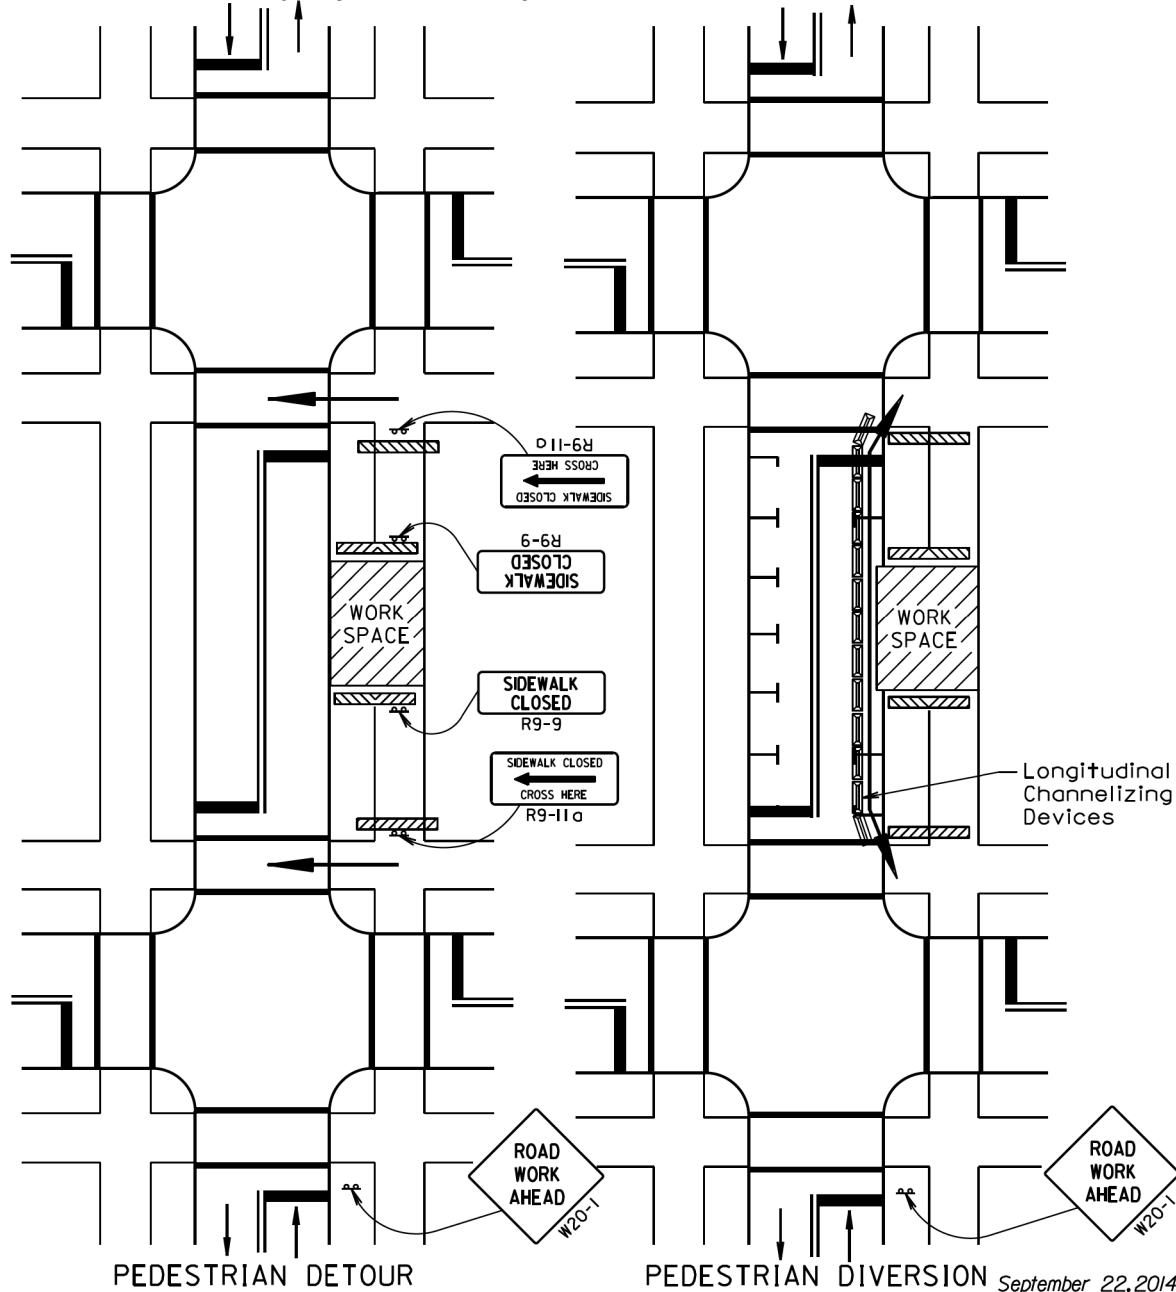 R9-11a
CROSS HERE
SIDEWALK CLOSED
R9-9
SIDEWALK
CLOSED
WORK
SPACE
SIDEWALK
CLOSED
R9-9
SIDEWALK CLOSED
CROSS HERE
R9-11a
ROAD
WORK
AHEAD
W20-1
PEDESTRIAN DETOUR
WORK
SPACE
Longitudinal
Channelizing
Devices
ROAD
WORK
AHEAD
W20-1
PEDESTRIAN DIVERSION
September 22,2014